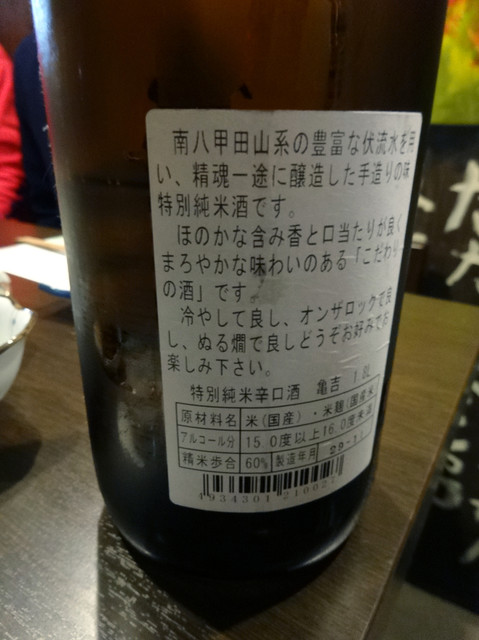 南八甲田山系の豊富な伏流水を用
い、精魂一途に醸造した手造りの味
特別純米酒です。
ほのかな含み香と口当たりが良く
まろやかな味わいのある「こだわり
の酒」です。
冷やして良し、オンザロックで良
し、ぬる燗で良しどうぞお好みでお
楽しみ下さい。
特別純米辛口酒 亀吉 1.8L
原材料名 米(国産)・米麹(国産米)
アルコール分 15.0度以上16.0度未満
精米歩合 60% 製造年月
4934301210027